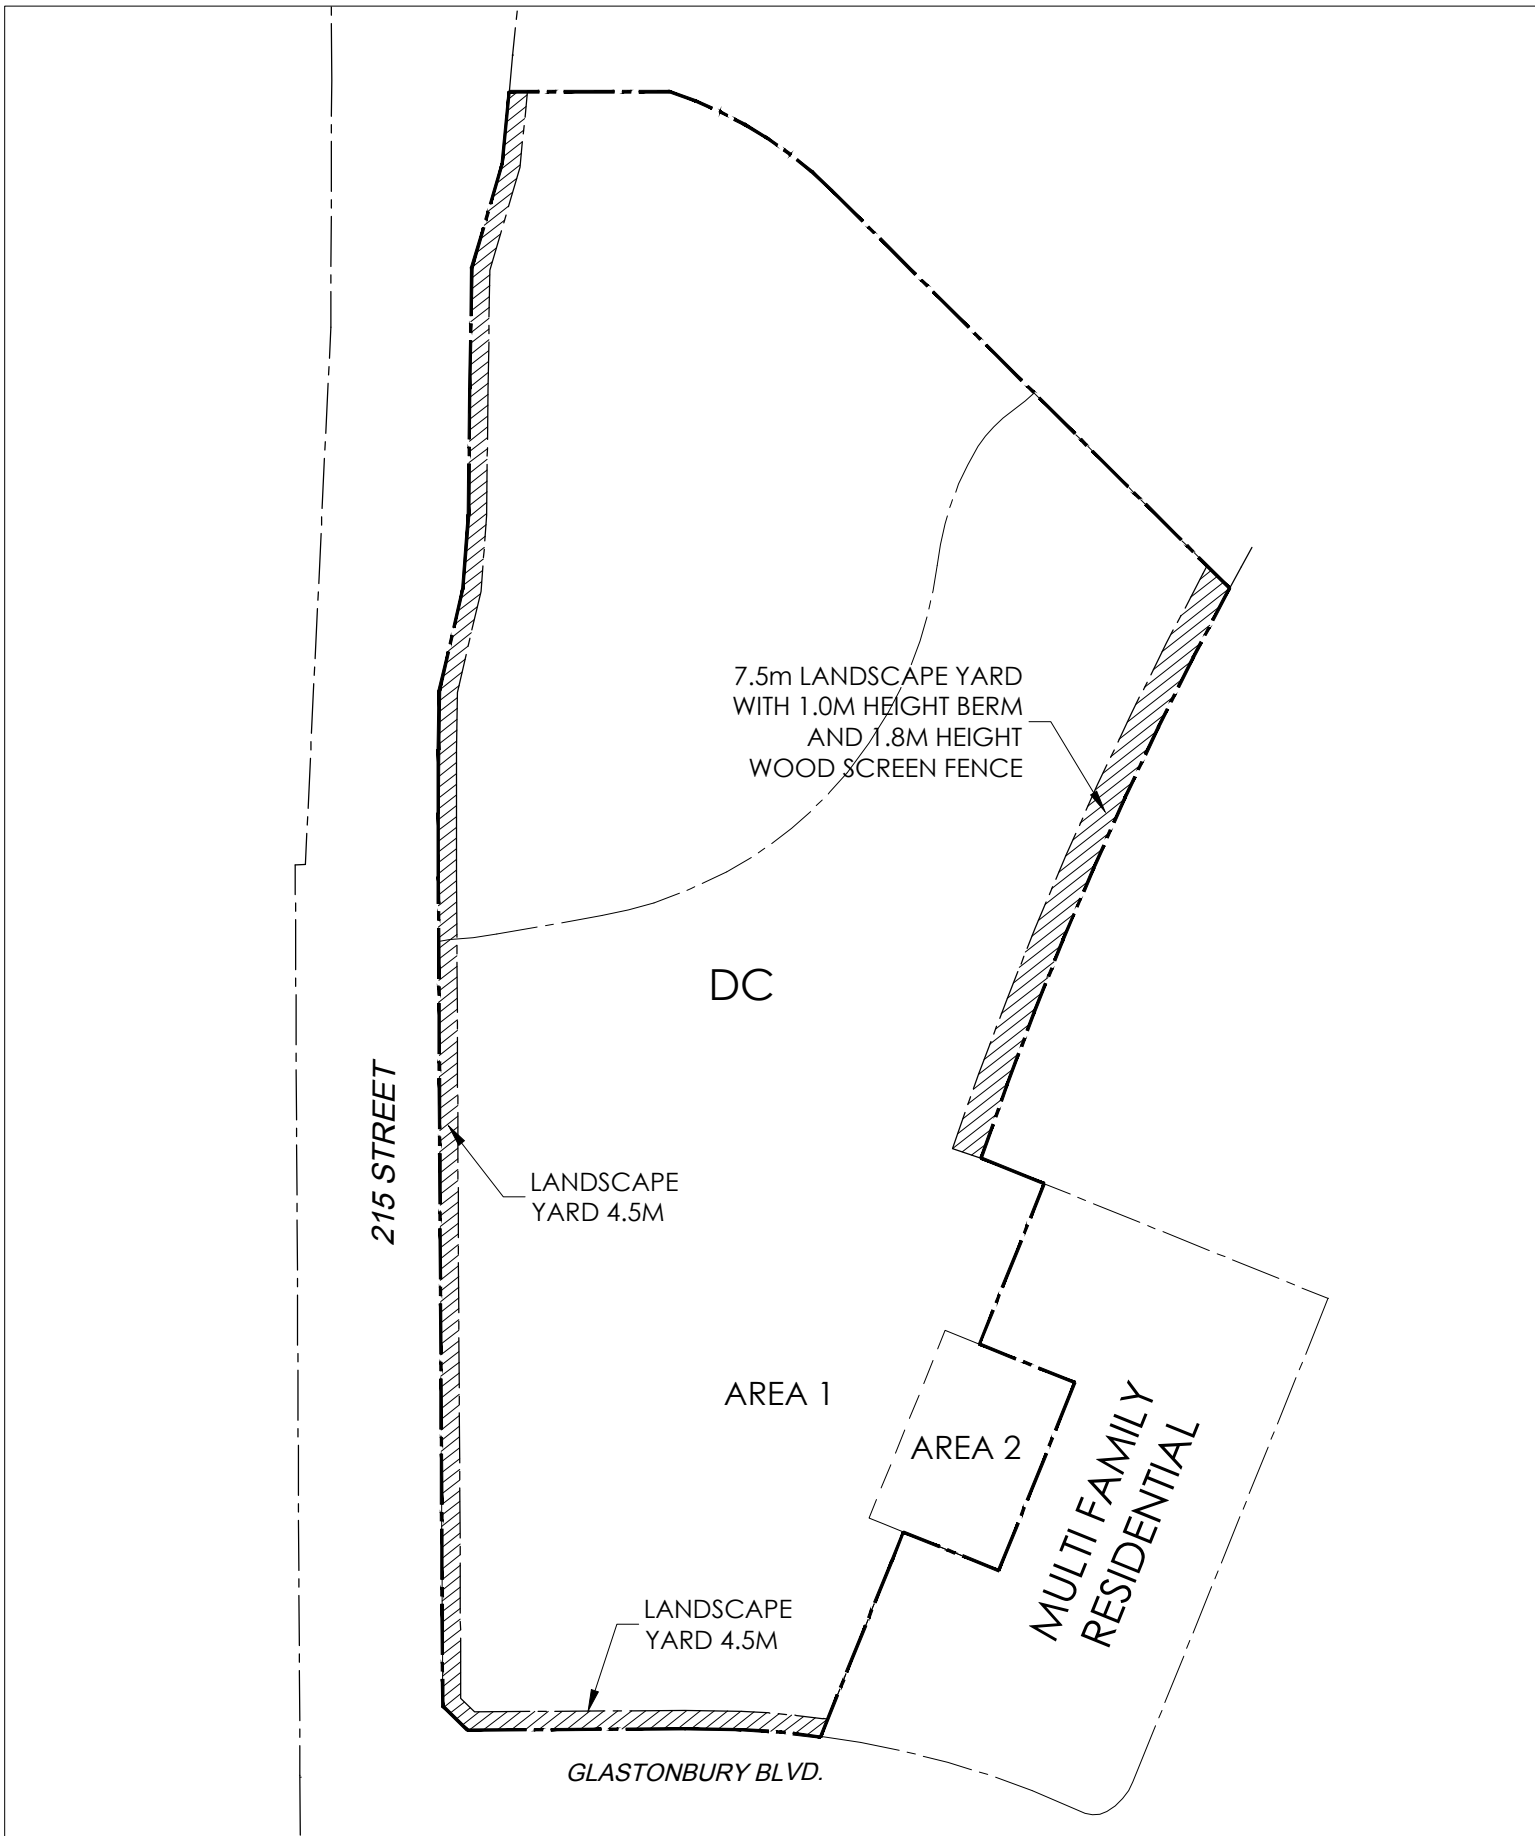 7.5m LANDSCAPE YARD
WITH 1.0M HEIGHT BERM
AND 1.8M HEIGHT
WOOD SCREEN FENCE
DC
215 STREET
LANDSCAPE
YARD 4.5M
AREA 1
AREA 2
MULTI FAMILY
RESIDENTIAL
LANDSCAPE
YARD 4.5M
GLASTONBURY BLVD.